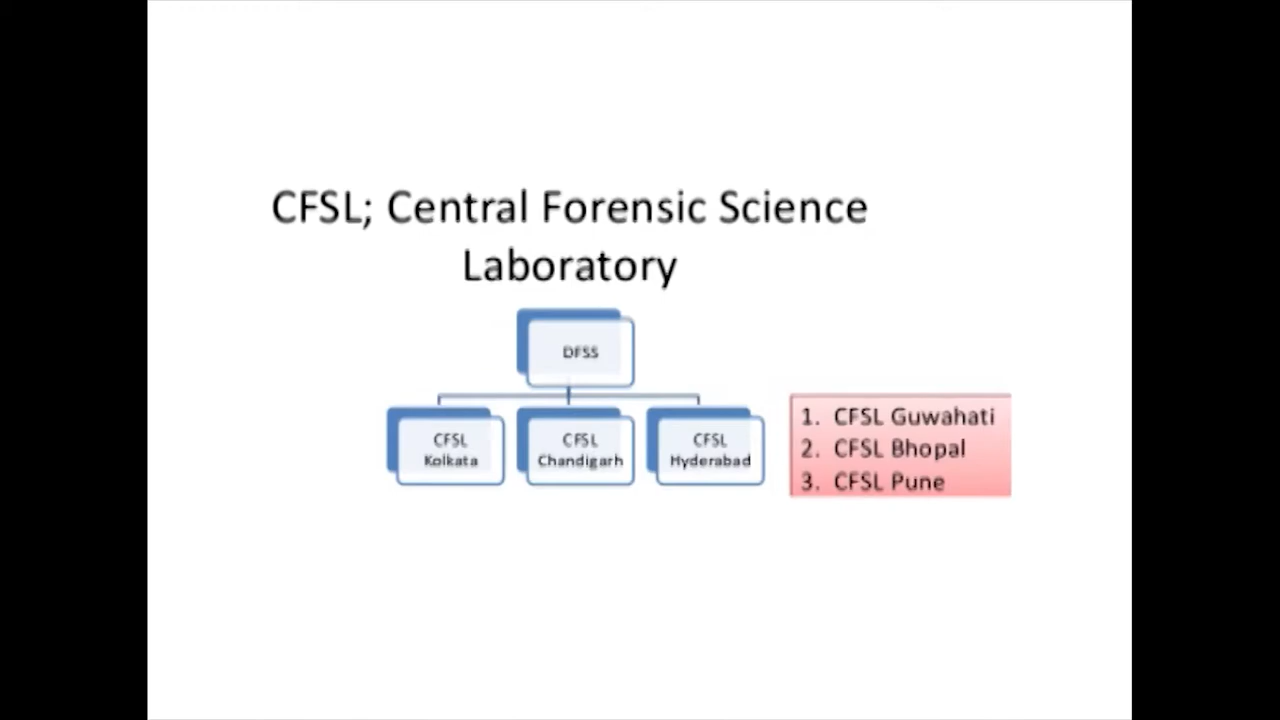 CFSL; Central Forensic Science
Laboratory
DFSS
CFSL
Kolkata
CFSL
Chandigarh
CFSL
Hyderabad
1. CFSL Guwahati
2. CFSL Bhopal
3. CFSL Pune